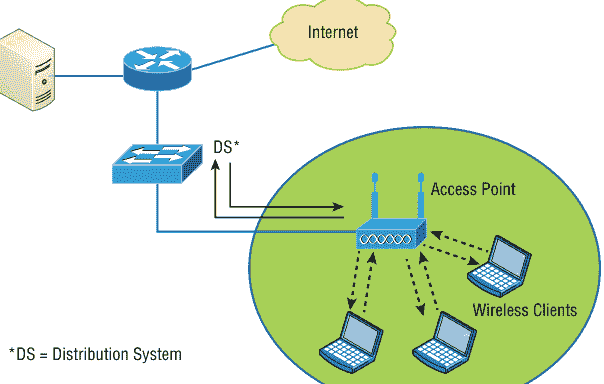 Internet
DS*
Access Point
Wireless Clients
*DS = Distribution System